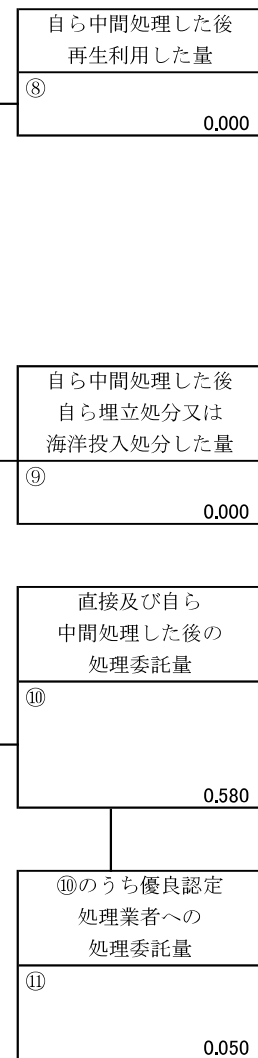 自ら中間処理した後
再生利用した量
⑧
0.000
自ら中間処理した後
自ら埋立処分又は
海洋投入処分した量
⑨
0.000
直接及び自ら
中間処理した後の
処理委託量
⑩
0.580
⑩のうち優良認定
処理業者への
処理委託量
⑪
0.050